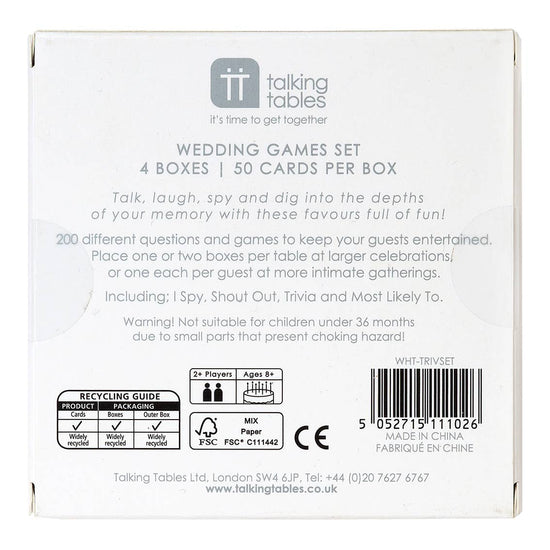 talking
tables
it's time to get together
WEDDING GAMES SET
4 BOXES | 50 CARDS PER BOX
Talk, laugh, spy and dig into the depths
of your memory with these favours full of fun!
200 different questions and games to keep your guests entertained.
Place one or two boxes per table at larger celebrations,
or one each per guest at more intimate gatherings.
Including; I Spy, Shout Out, Trivia and Most Likely To.
Warning! Not suitable for children under 36 months
due to small parts that present choking hazard!
WHT-TRIVSET
2+ Players Ages 8+
RECYCLING GUIDE
PRODUCT PACKAGING
Cards Boxes Outer Box
Widely recycled Widely recycled Widely recycled
FSC
MIX
Paper
FSC® C111442
CE
5 052715 111026
MADE IN CHINA
FABRIQUÉ EN CHINE
Talking Tables Ltd, London SW4 6JP, Tel: +44 (0)20 7627 6767
www.talkingtables.co.uk